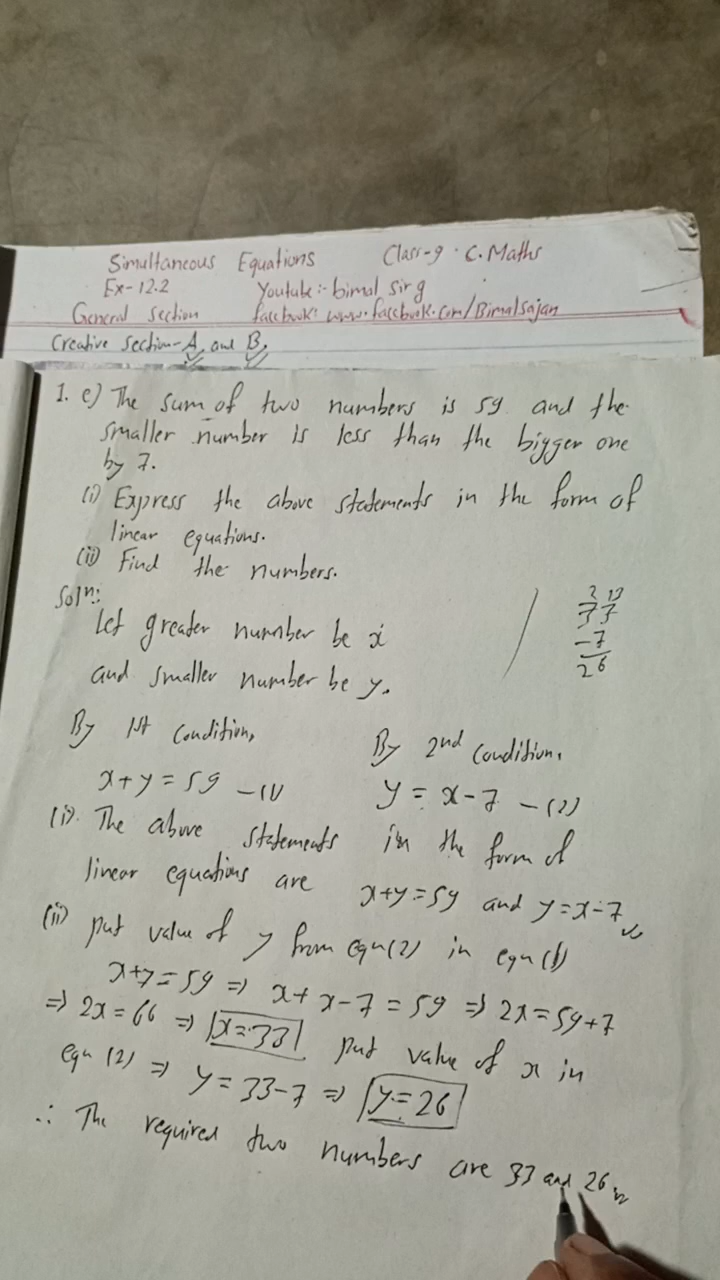 Simultaneous Equations Class-9. C. Maths
Ex-12.2 Youtube:- bimal sir g
General section facebook: www.facebook.com/Bimalsajan
Creative Section-A, and B,
1. e) The sum of two numbers is 59 and the
smaller number is less than the bigger one
by 7.
(i) Express the above statements in the form of
linear equations.
(ii) Find the numbers.
Soln:
Let greater number be x
and smaller number be y.
2 13
33
-7
26
By 1st Condition, By 2nd Condition,
x+y=59 -(1) y = x-7 -(2)
(i). The above statements in the form of
linear equations are x+y=59 and y=x-7
(ii) put value of y from eqn(2) in eqn(1)
x+y=59 => x+x-7=59 => 2x=59+7
=> 2x=66 => x=33 put value of x in
eqn (2) => y=33-7 => y=26
∴ The required two numbers are 33 and 26